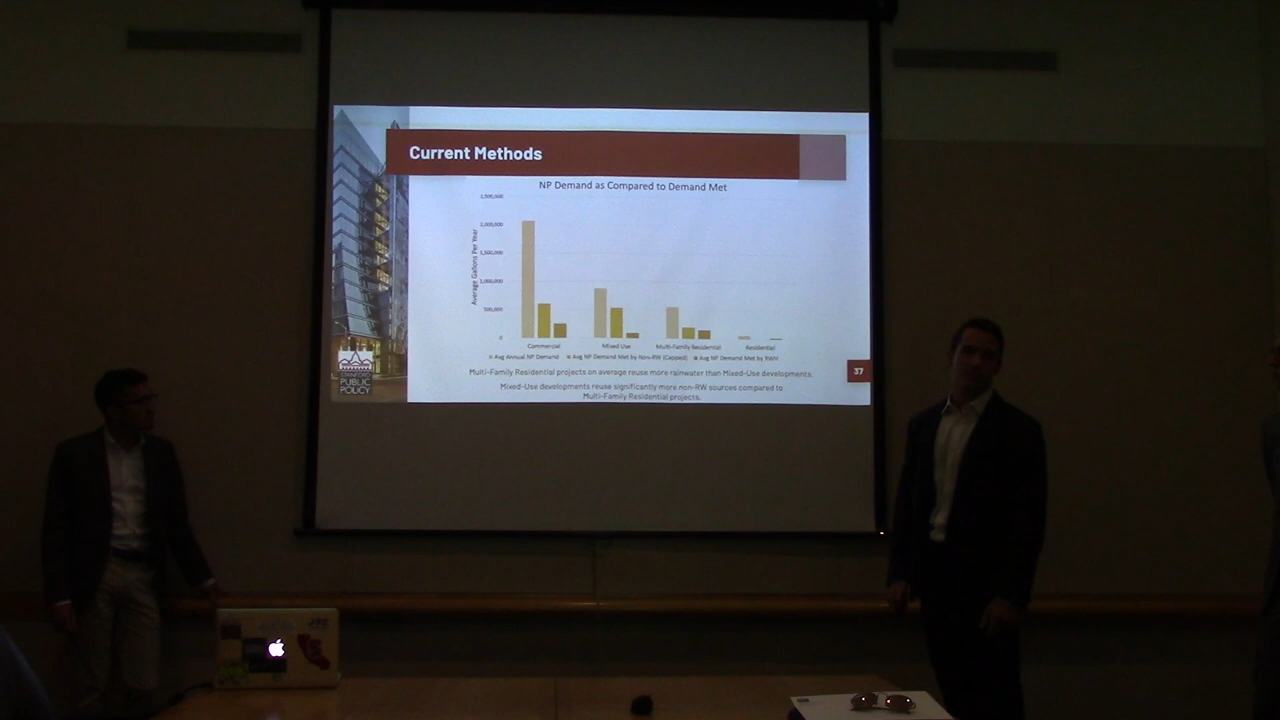 Current Methods
NP Demand as Compared to Demand Met
2,500,000
2,000,000
1,500,000
1,000,000
500,000
0
Average Gallons Per Year
Commercial
Mixed Use
Multi-Family Residential
Residential
Avg Annual NP Demand
Avg NP Demand Met by Non-RW (Capped)
Avg NP Demand Met by RWH
Multi-Family Residential projects on average reuse more rainwater than Mixed-Use developments.
Mixed-Use developments reuse significantly more non-RW sources compared to
Multi-Family Residential projects.
37
STANFORD
PUBLIC
POLICY